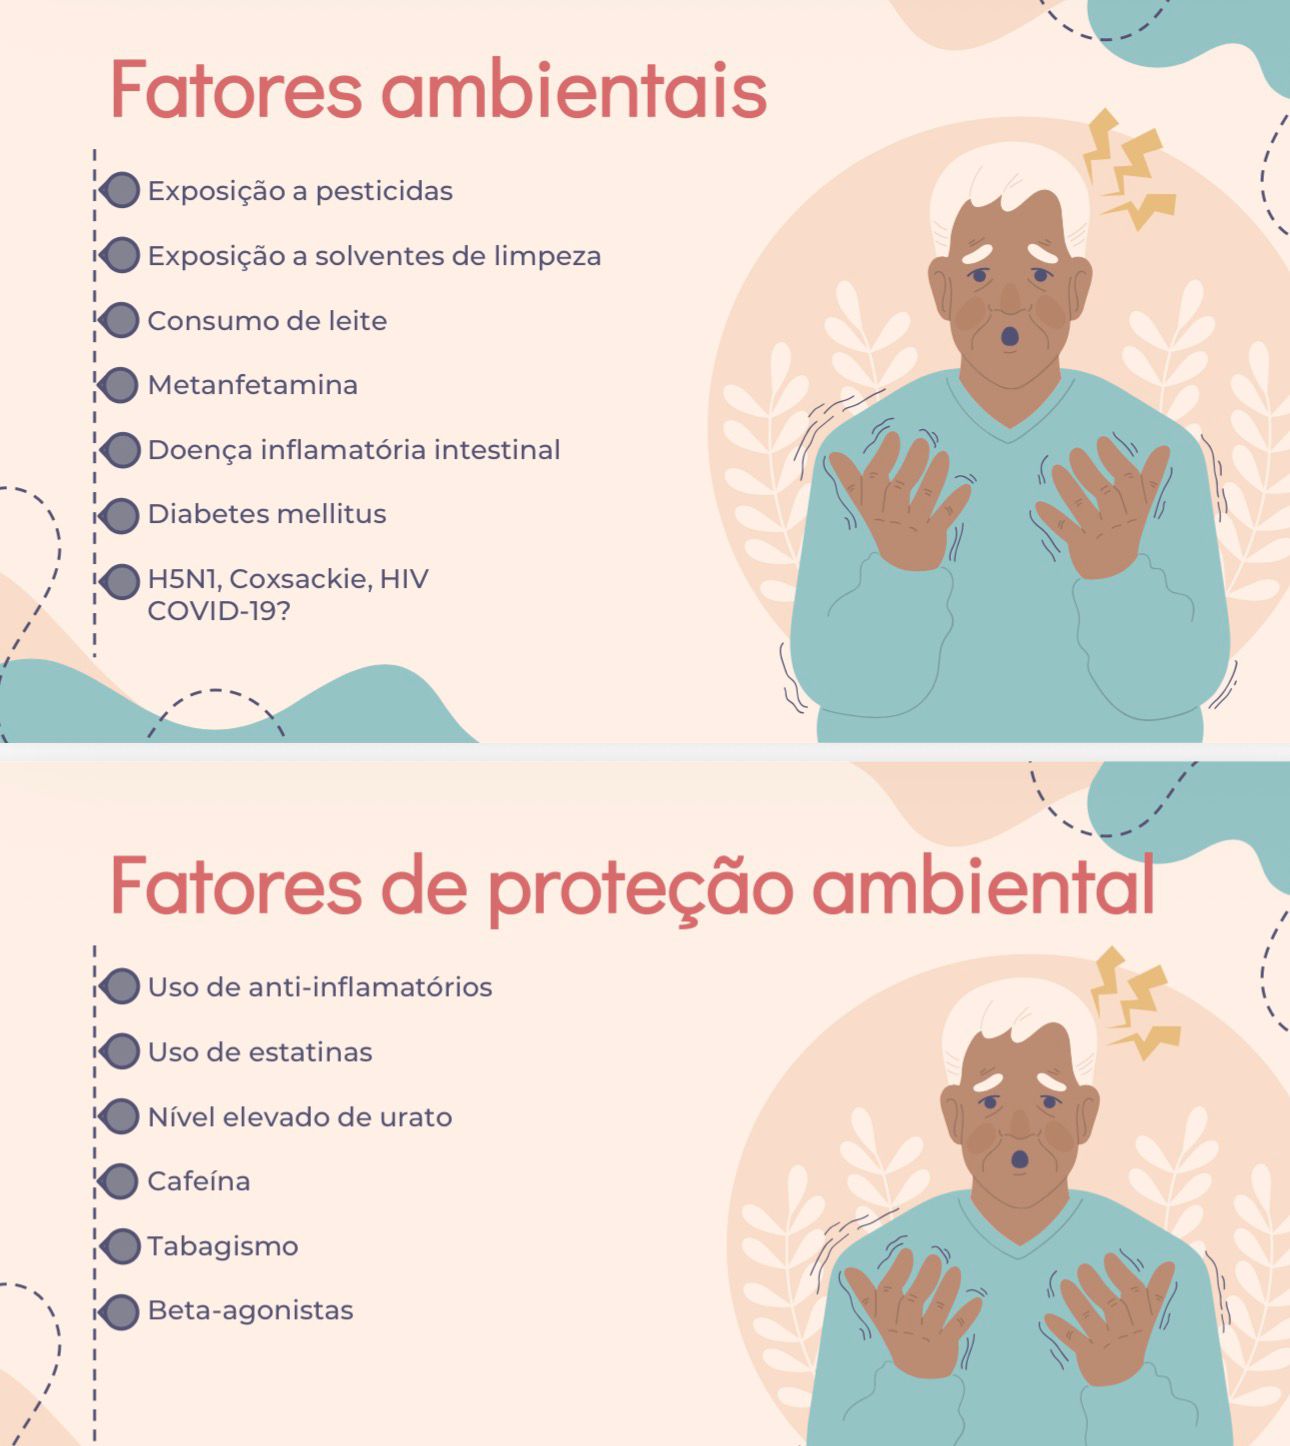 Fatores ambientais
Exposição a pesticidas
Exposição a solventes de limpeza
Consumo de leite
Metanfetamina
Doença inflamatória intestinal
Diabetes mellitus
H5N1, Coxsackie, HIV
COVID-19?
Fatores de proteção ambiental
Uso de anti-inflamatórios
Uso de estatinas
Nível elevado de urato
Cafeína
Tabagismo
Beta-agonistas